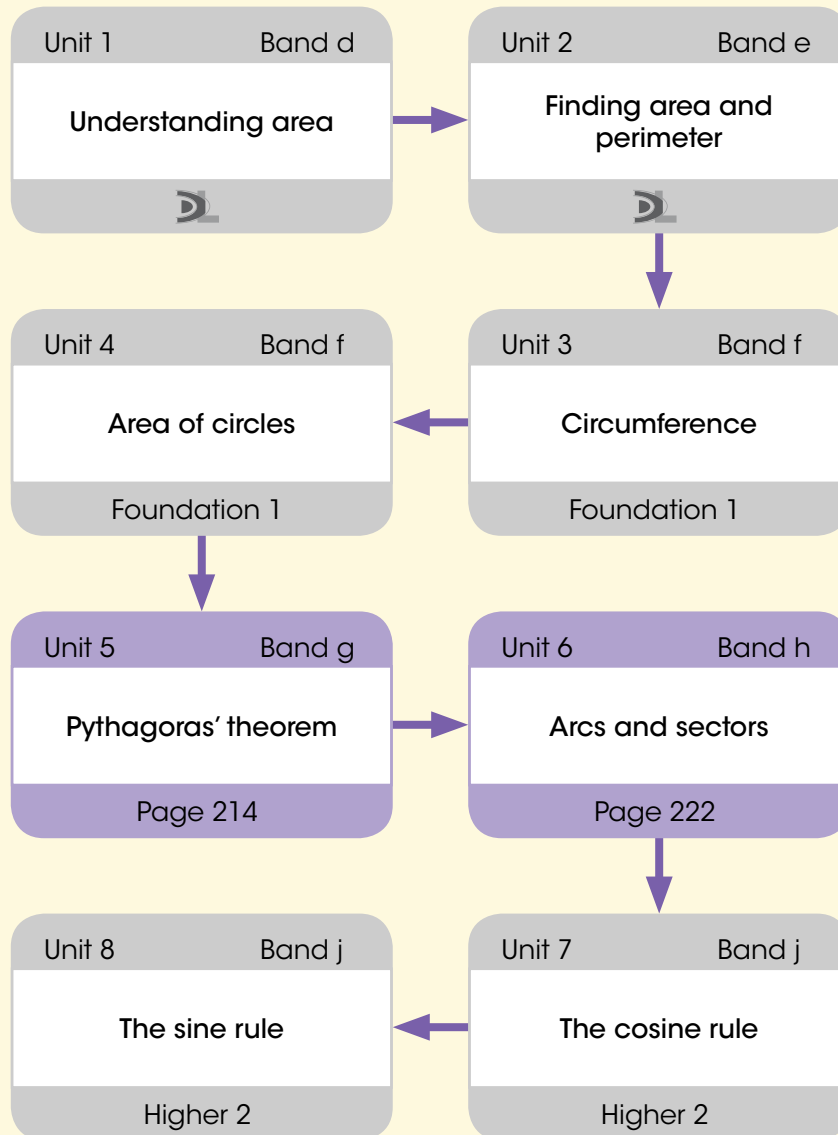 Unit 1 Band d
Understanding area
DL
Unit 2 Band e
Finding area and
perimeter
DL
Unit 3 Band f
Circumference
Foundation 1
Unit 4 Band f
Area of circles
Foundation 1
Unit 5 Band g
Pythagoras’ theorem
Page 214
Unit 6 Band h
Arcs and sectors
Page 222
Unit 7 Band j
The cosine rule
Higher 2
Unit 8 Band j
The sine rule
Higher 2